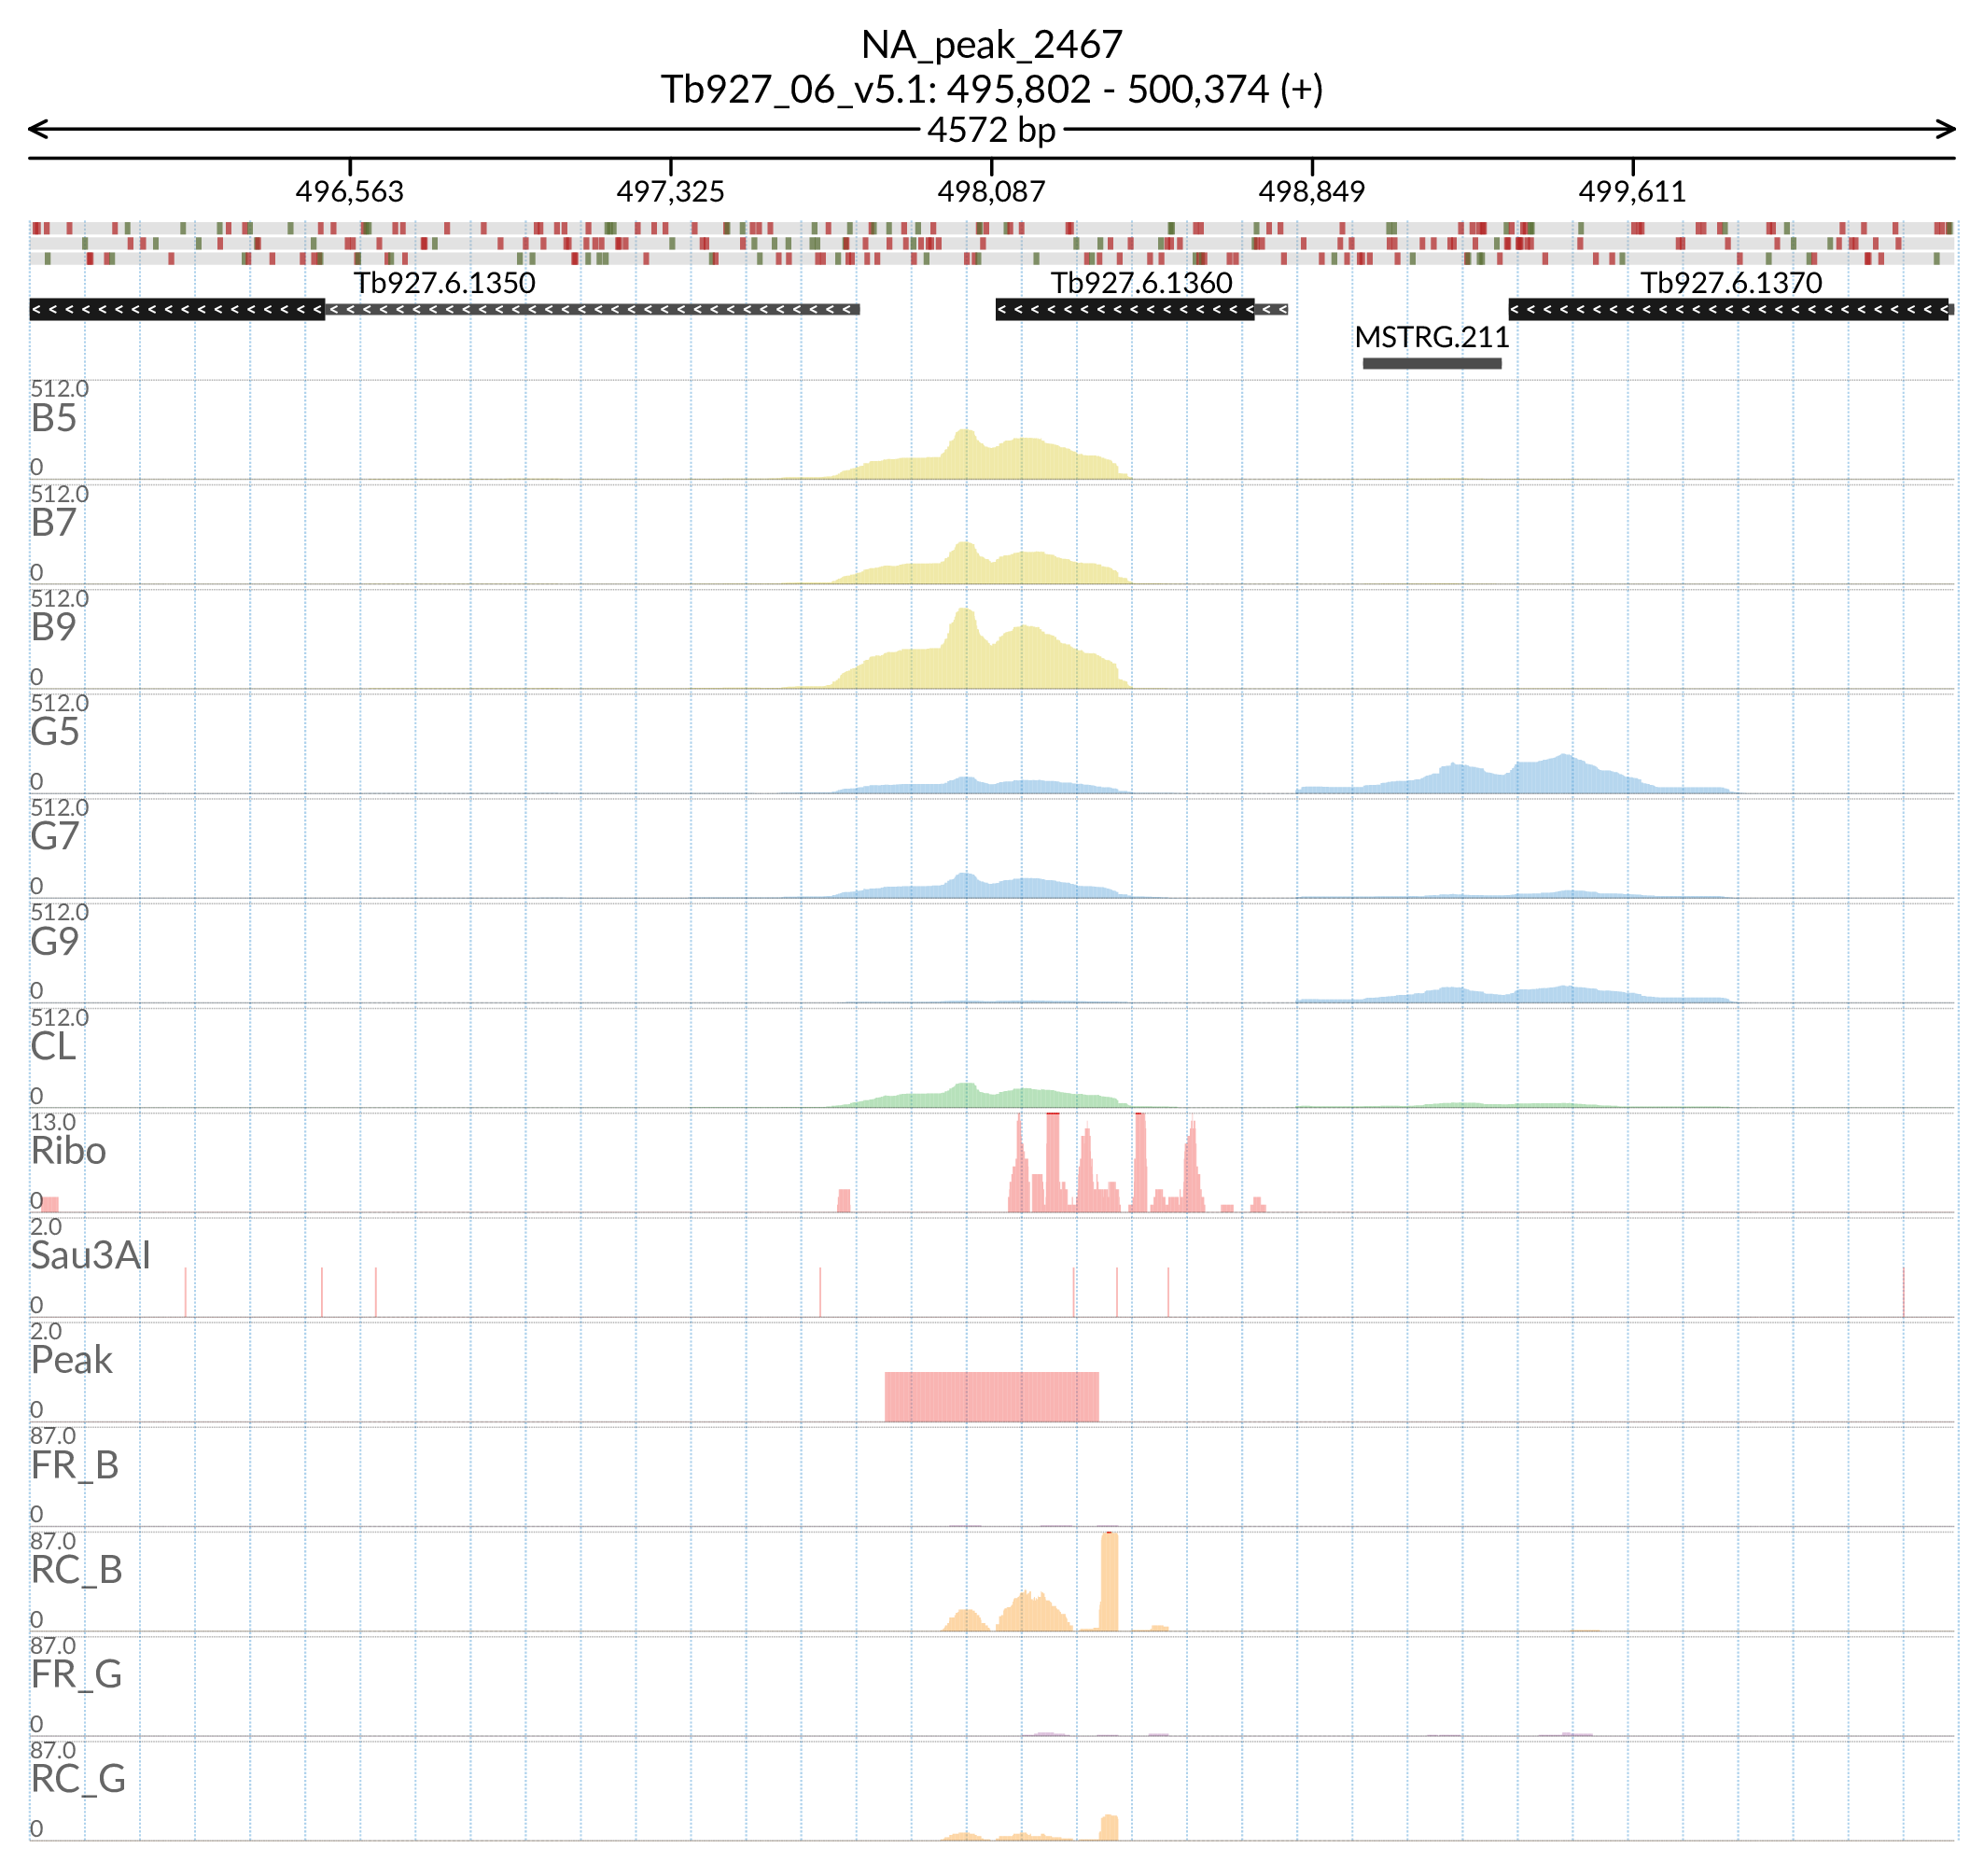 NA_peak_2467
Tb927_06_v5.1: 495,802 - 500,374 (+)
4572 bp
496,563 497,325 498,087 498,849 499,611
Tb927.6.1350 Tb927.6.1360 Tb927.6.1370
MSTRG.211
512.0
B5
0
512.0
B7
0
512.0
B9
0
512.0
G5
0
512.0
G7
0
512.0
G9
0
512.0
CL
0
13.0
Ribo
0
2.0
Sau3AI
0
2.0
Peak
0
87.0
FR_B
0
87.0
RC_B
0
87.0
FR_G
0
87.0
RC_G
0